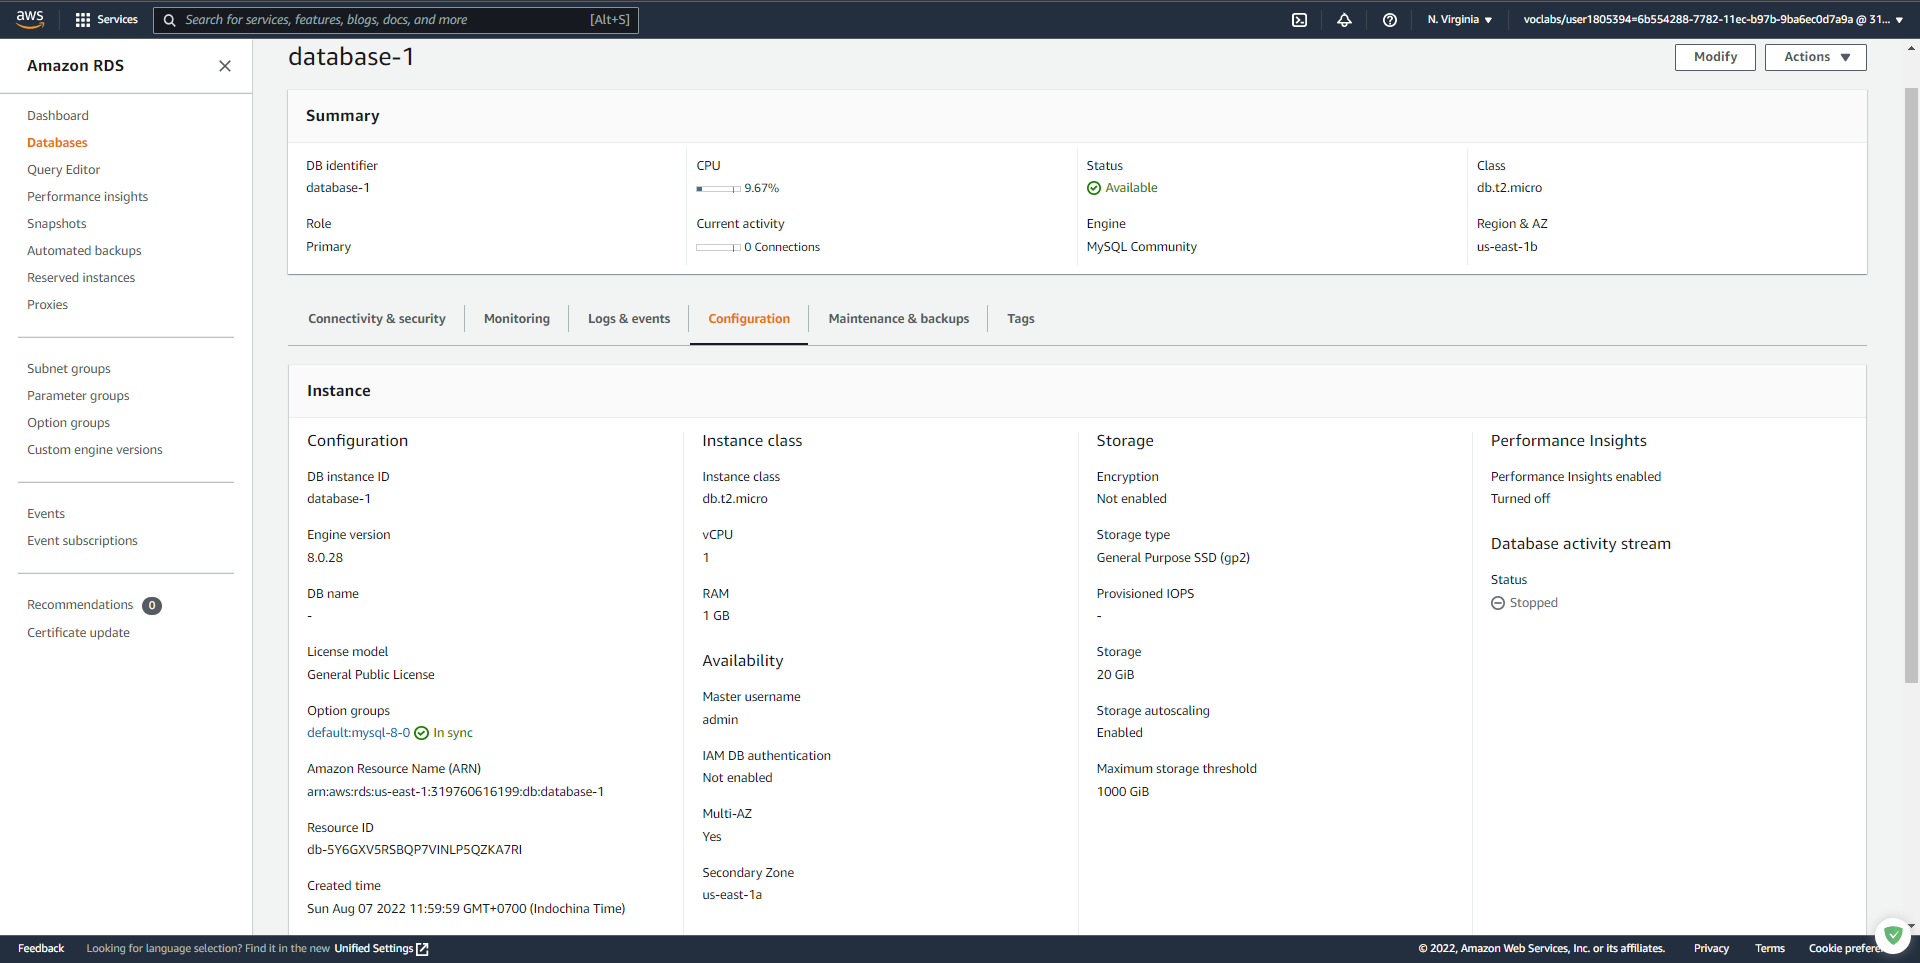 aws
Services
Search for services, features, blogs, docs, and more
[Alt+S]
N. Virginia
voclabs/user1805394=6b554288-7782-11ec-b97b-9ba6ec0d7a9a @ 31...
Amazon RDS
Dashboard
Databases
Query Editor
Performance insights
Snapshots
Automated backups
Reserved instances
Proxies
Subnet groups
Parameter groups
Option groups
Custom engine versions
Events
Event subscriptions
Recommendations 0
Certificate update
database-1
Modify
Actions
Summary
DB identifier
database-1
Role
Primary
CPU
9.67%
Current activity
0 Connections
Status
Available
Engine
MySQL Community
Class
db.t2.micro
Region & AZ
us-east-1b
Connectivity & security
Monitoring
Logs & events
Configuration
Maintenance & backups
Tags
Instance
Configuration
DB instance ID
database-1
Engine version
8.0.28
DB name
-
License model
General Public License
Option groups
default:mysql-8-0 In sync
Amazon Resource Name (ARN)
arn:aws:rds:us-east-1:319760616199:db:database-1
Resource ID
db-5Y6GXV5RSBQP7VINLP5QZKA7RI
Created time
Sun Aug 07 2022 11:59:59 GMT+0700 (Indochina Time)
Instance class
Instance class
db.t2.micro
vCPU
1
RAM
1 GB
Availability
Master username
admin
IAM DB authentication
Not enabled
Multi-AZ
Yes
Secondary Zone
us-east-1a
Storage
Encryption
Not enabled
Storage type
General Purpose SSD (gp2)
Provisioned IOPS
-
Storage
20 GiB
Storage autoscaling
Enabled
Maximum storage threshold
1000 GiB
Performance Insights
Performance Insights enabled
Turned off
Database activity stream
Status
Stopped
Feedback
Looking for language selection? Find it in the new Unified Settings
© 2022, Amazon Web Services, Inc. or its affiliates.
Privacy
Terms
Cookie prefere